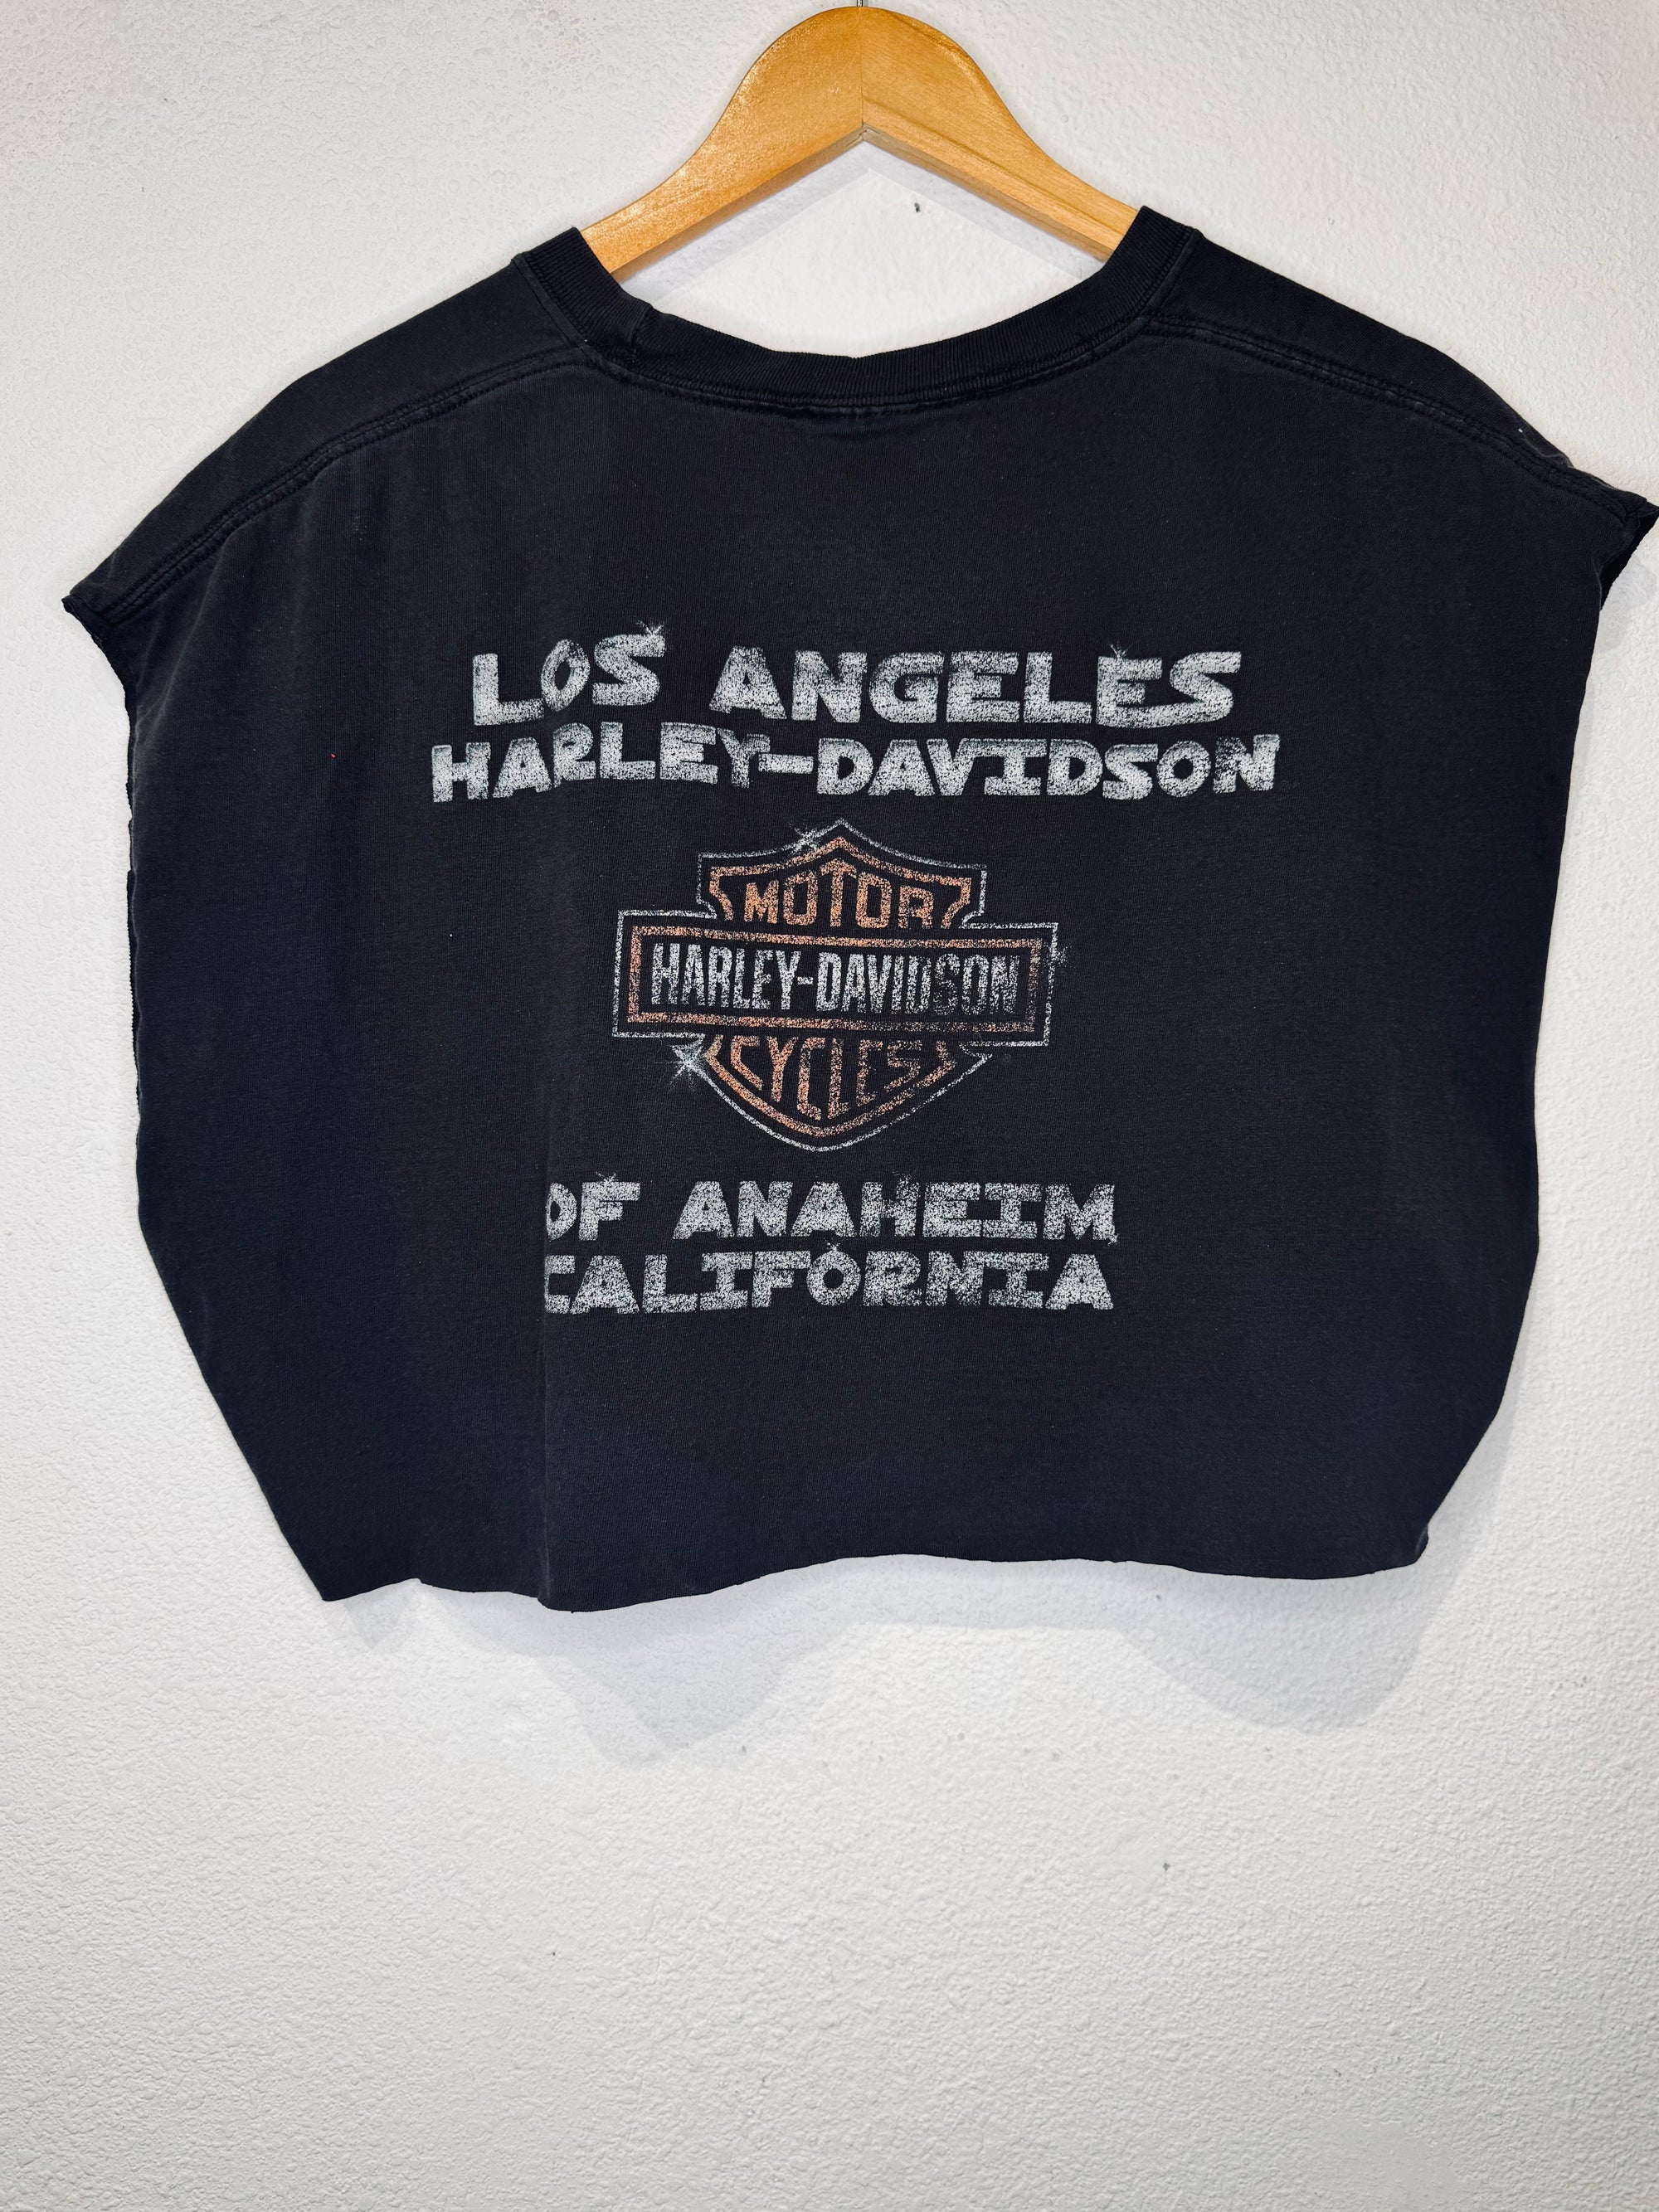 LOS ANGELES
HARLEY-DAVIDSON
MOTOR
HARLEY-DAVIDSON
CYCLES
OF ANAHEIM
CALIFORNIA